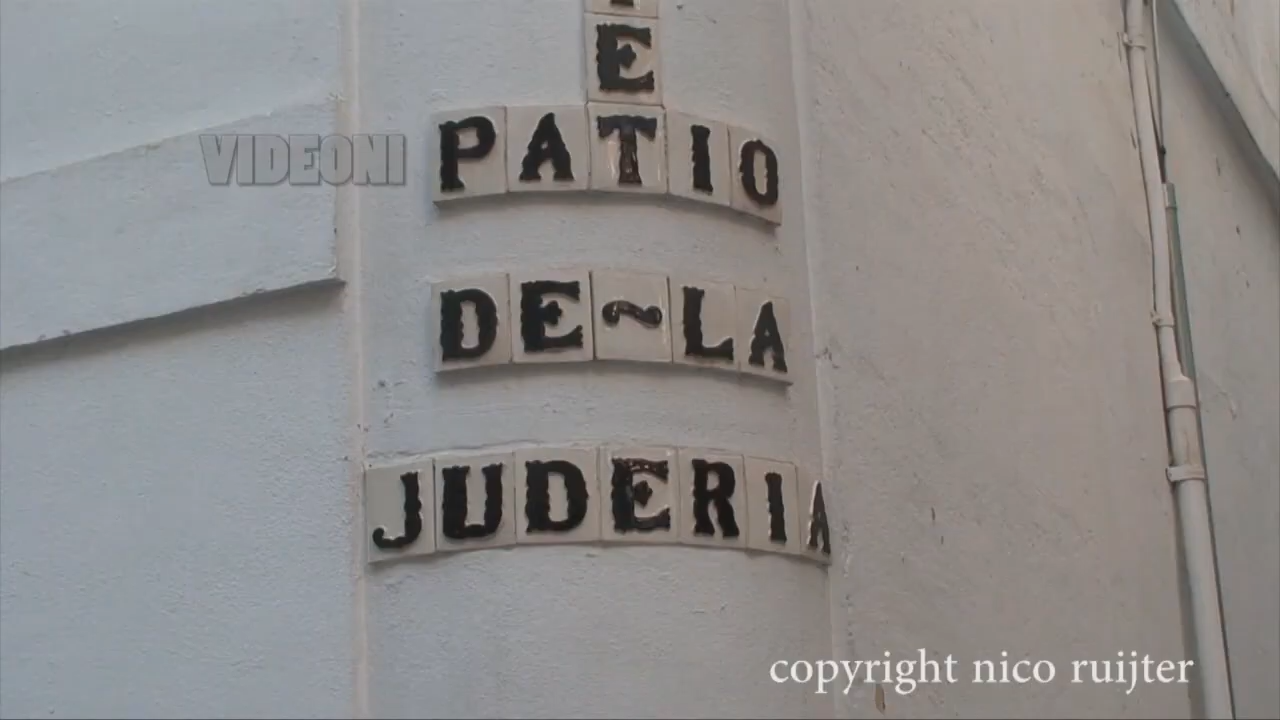 E
PATIO
VIDEONI
DE~LA
JUDERIA
copyright nico ruijter